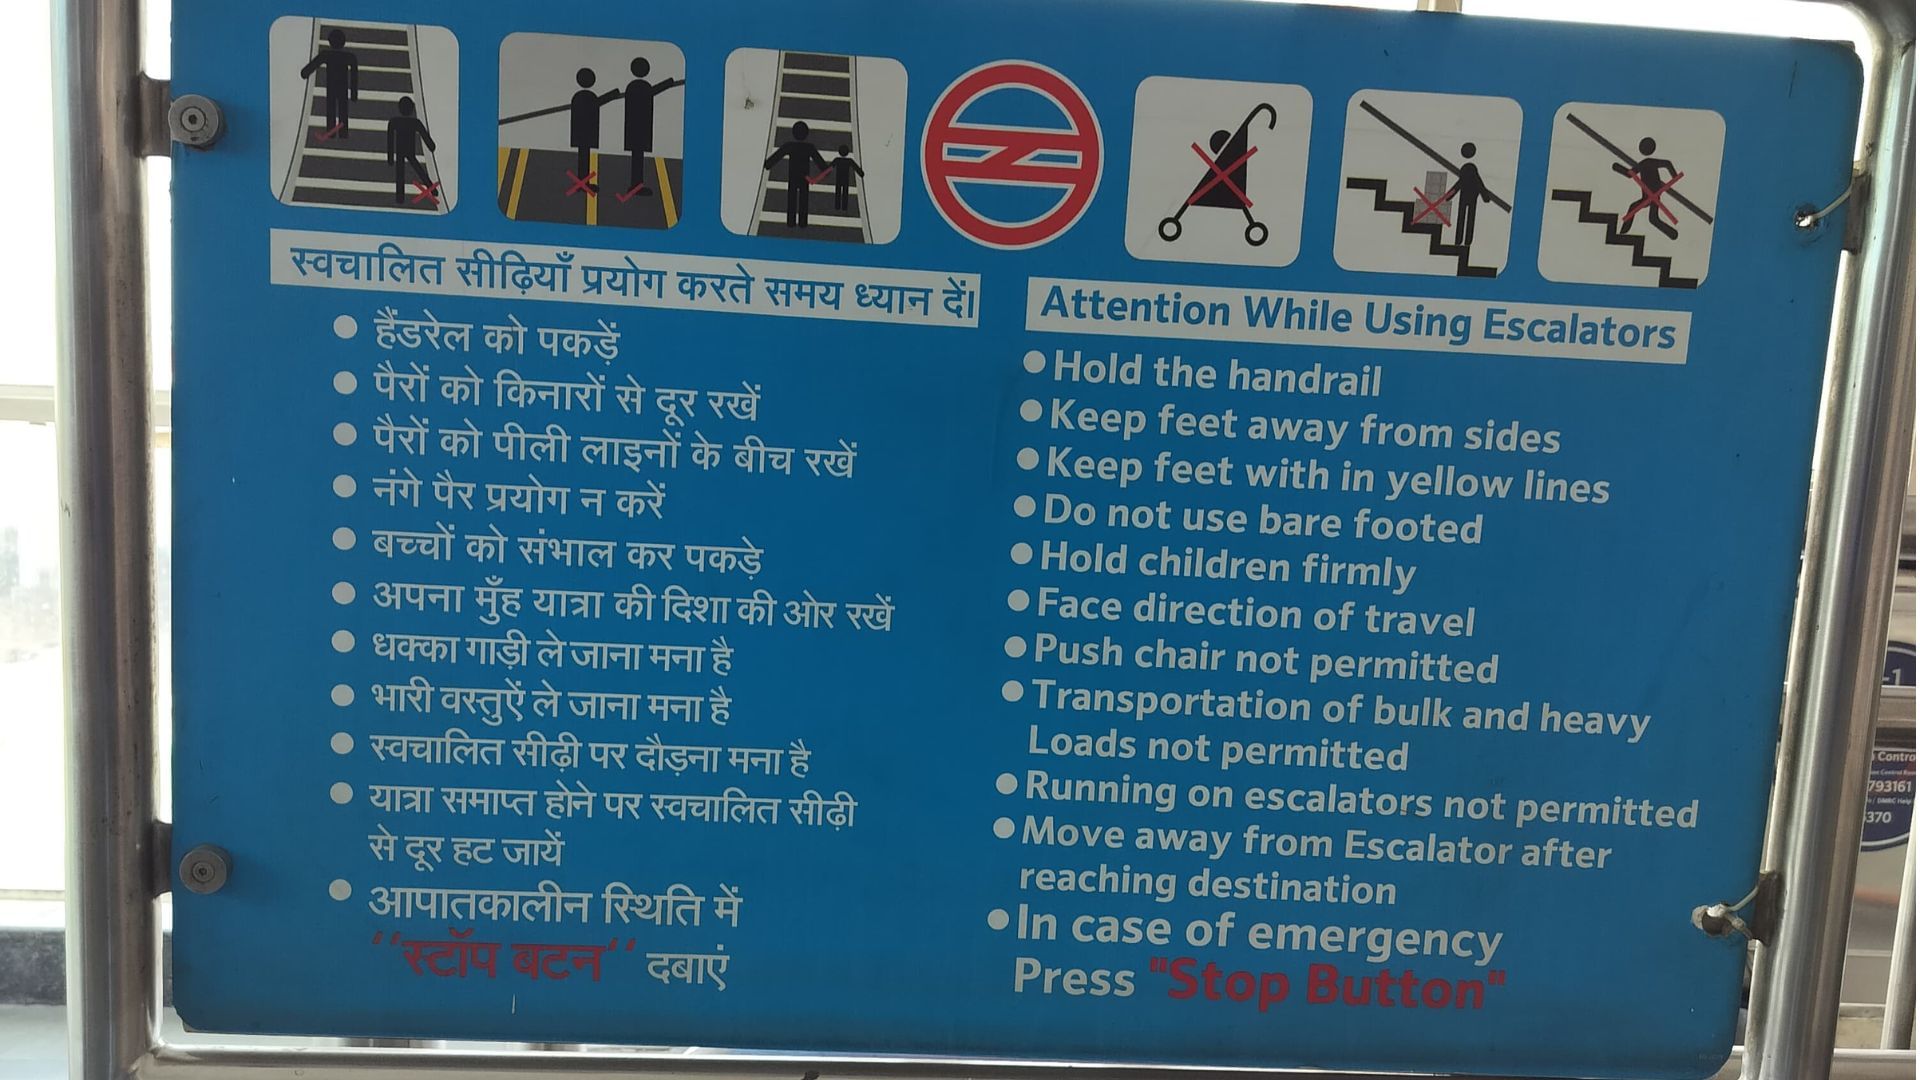 स्वचालित सीढ़ियाँ प्रयोग करते समय ध्यान दें।
हैंडरेल को पकड़ें
पैरों को किनारों से दूर रखें
पैरों को पीली लाइनों के बीच रखें
नंगे पैर प्रयोग न करें
बच्चों को संभाल कर पकड़े
अपना मुँह यात्रा की दिशा की ओर रखें
धक्का गाड़ी ले जाना मना है
भारी वस्तुऐं ले जाना मना है
स्वचालित सीढ़ी पर दौड़ना मना है
यात्रा समाप्त होने पर स्वचालित सीढ़ी
से दूर हट जायें
आपातकालीन स्थिति में
“स्टॉप बटन“ दबाएं
Attention While Using Escalators
Hold the handrail
Keep feet away from sides
Keep feet with in yellow lines
Do not use bare footed
Hold children firmly
Face direction of travel
Push chair not permitted
Transportation of bulk and heavy
Loads not permitted
Running on escalators not permitted
Move away from Escalator after
reaching destination
In case of emergency
Press "Stop Button"
-1
Contro
793161
370